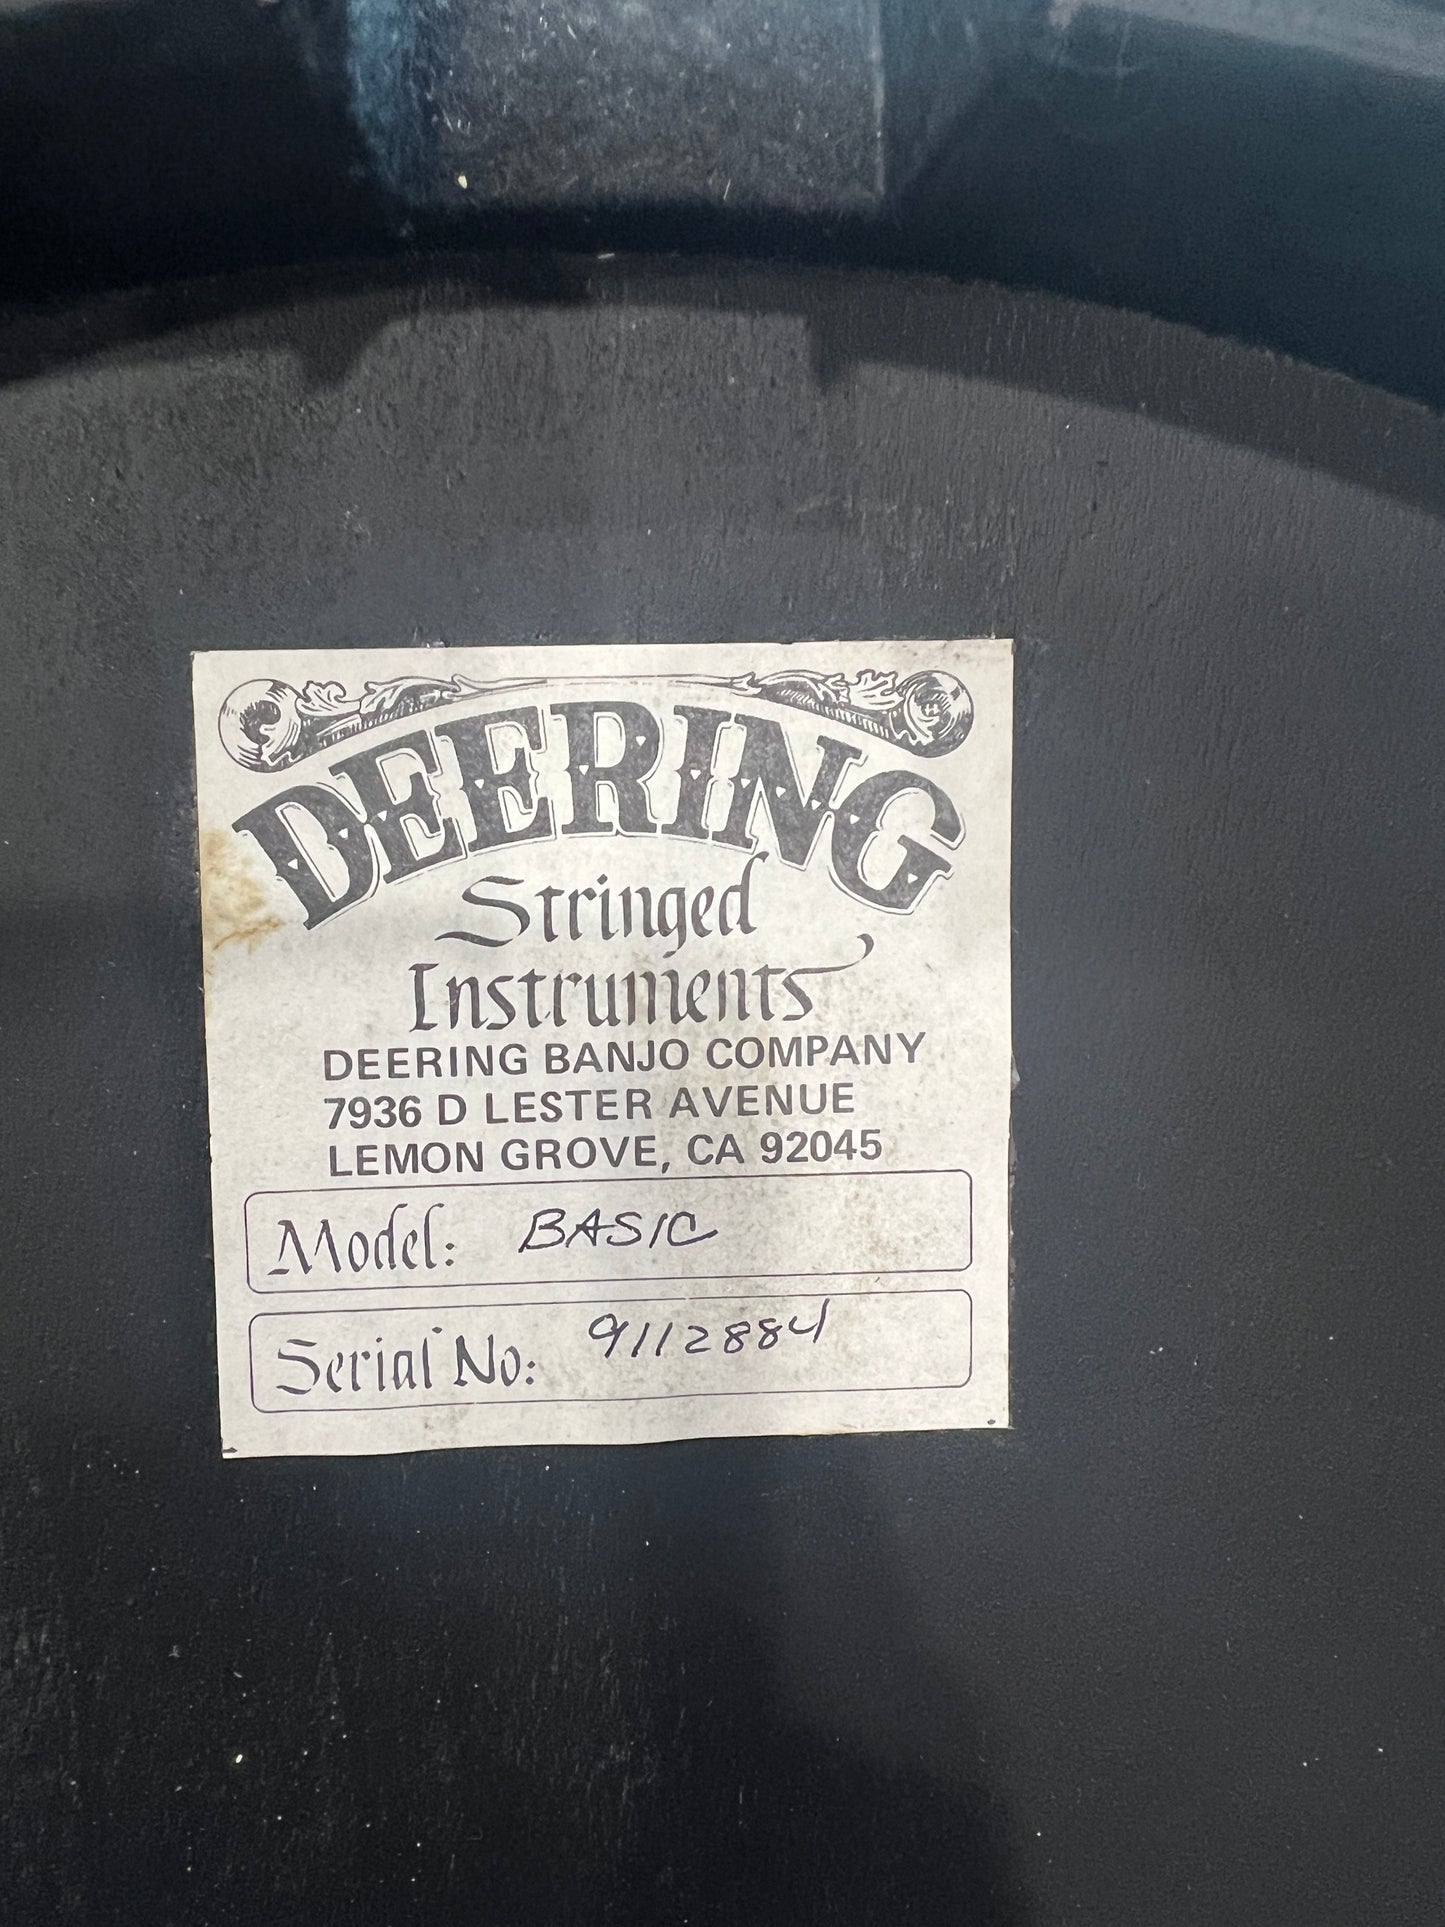 DEERING
Stringed
Instruments
DEERING BANJO COMPANY
7936 D LESTER AVENUE
LEMON GROVE, CA 92045
Model: BASIC
Serial No: 9112884